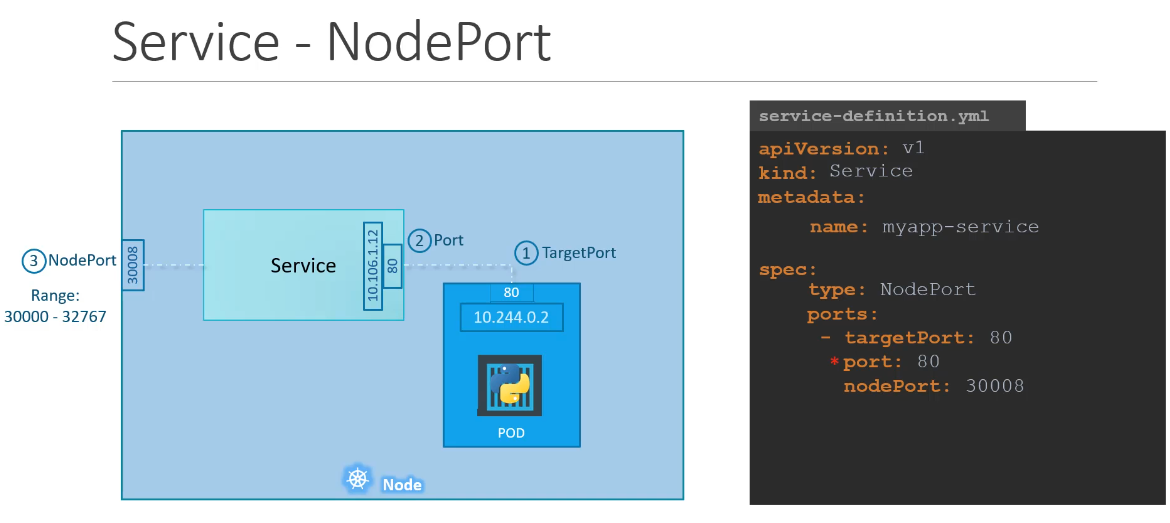 Service - NodePort
3 NodePort
Range:
30000 - 32767
30008
Service
10.106.1.12
80
2 Port
1 TargetPort
80
10.244.0.2
POD
Node
service-definition.yml
apiVersion: v1
kind: Service
metadata:
name: myapp-service
spec:
type: NodePort
ports:
- targetPort: 80
*port: 80
nodePort: 30008